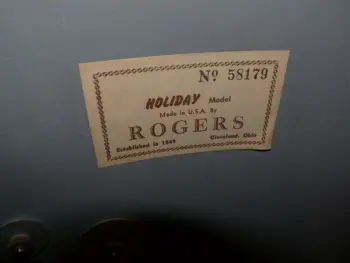 Nº 58179
HOLIDAY Model
Made in U.S.A. By
ROGERS
Established in 1849
Cleveland, Ohio